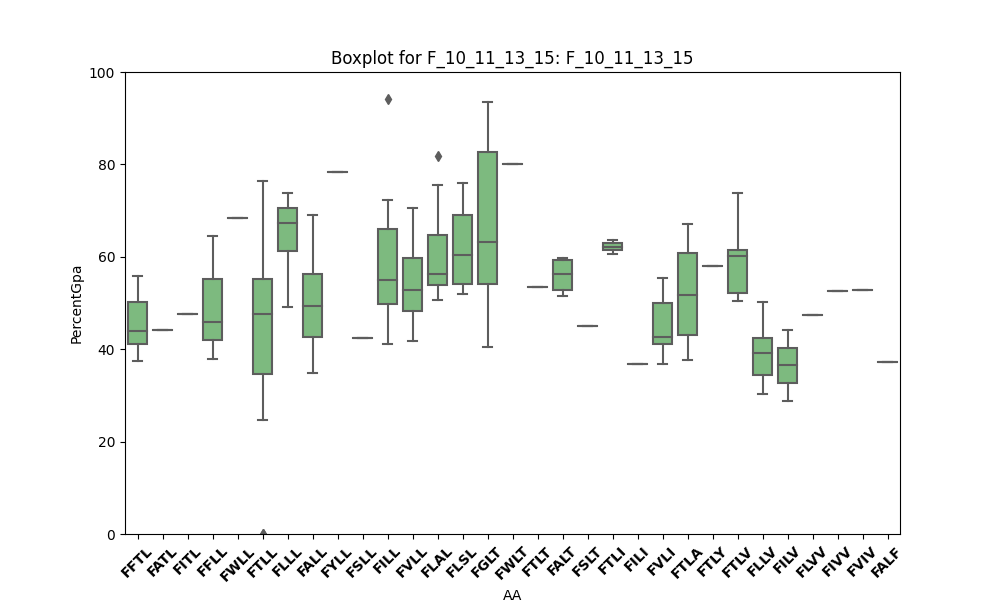 Boxplot for F_10_11_13_15: F_10_11_13_15
PercentGpa
100
80
60
40
20
0
FFTL FATL FITL FFLL FWLL FTLL FLLL FALL FYLL FSLL FILL FVLL FLAL FLSL FGLT FWLT FTLT FALT FSLT FTLI FILI FVLI FTLA FTLY FTLV FLLV FILV FLVV FIVV FVIV FALF
AA